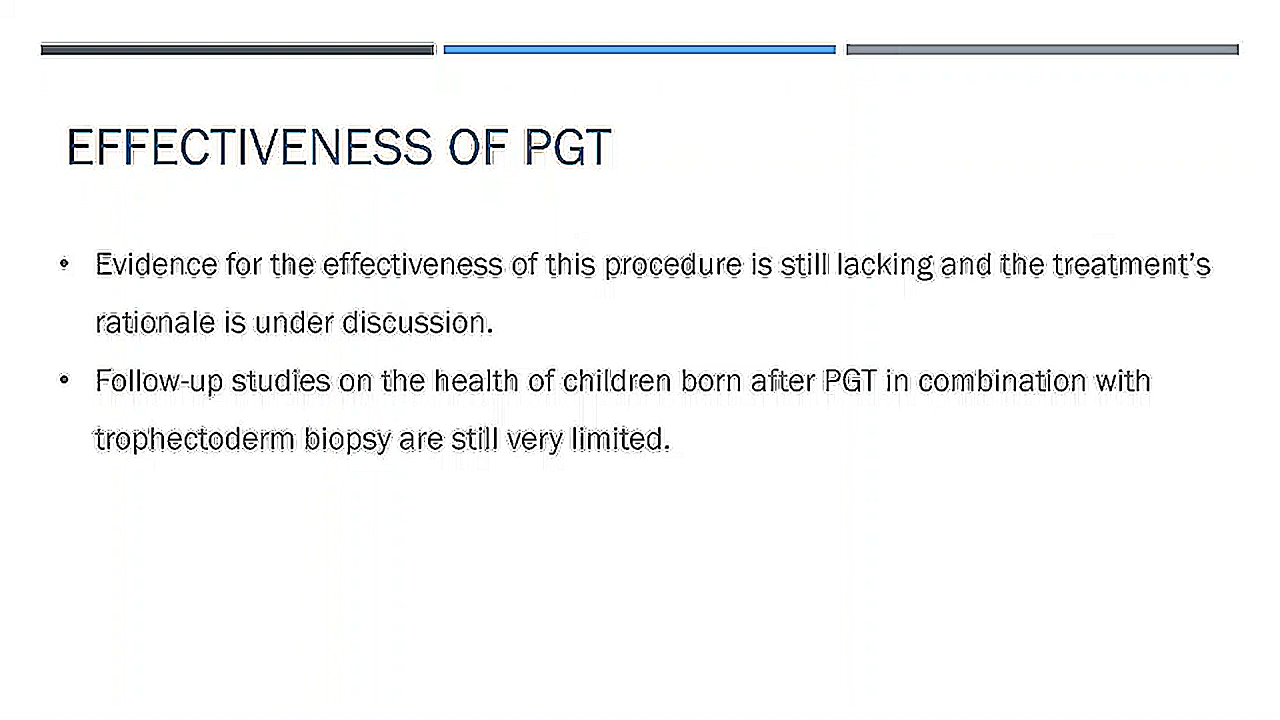 EFFECTIVENESS OF PGT
• Evidence for the effectiveness of this procedure is still lacking and the treatment’s
rationale is under discussion.
• Follow-up studies on the health of children born after PGT in combination with
trophectoderm biopsy are still very limited.